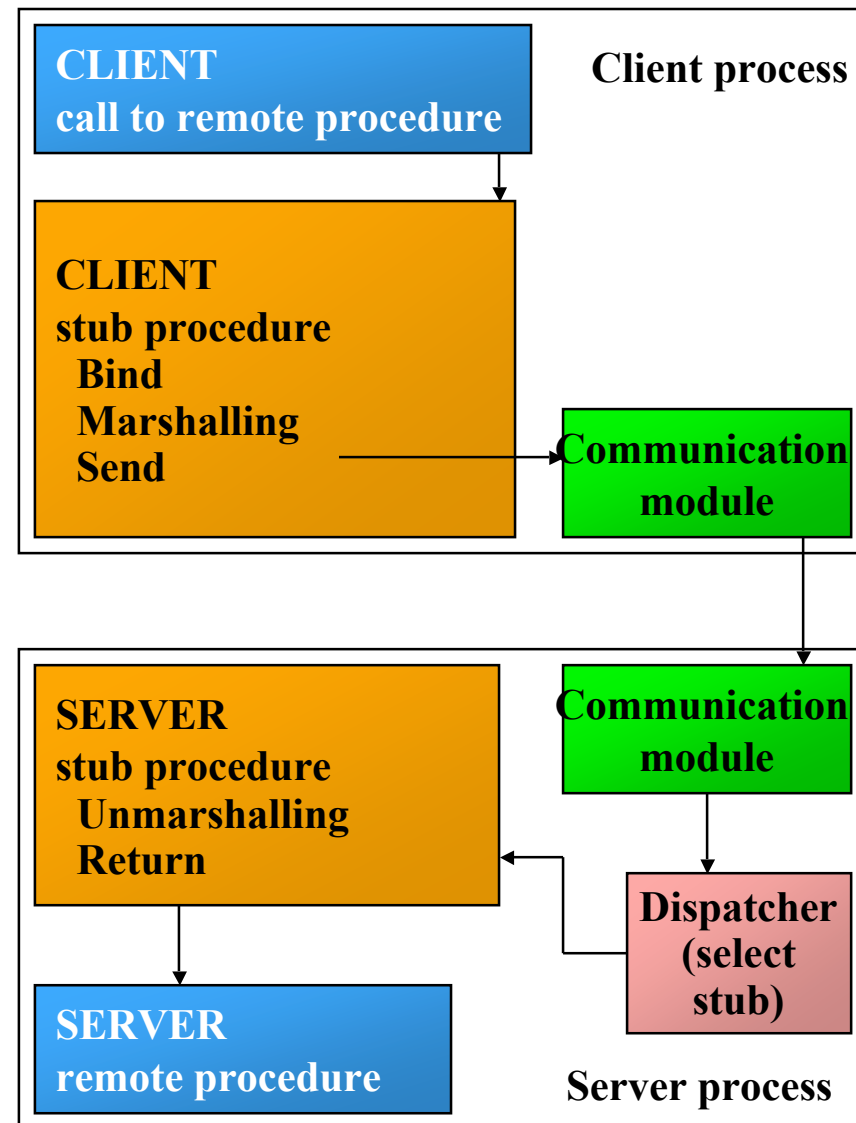 CLIENT
call to remote procedure
Client process
CLIENT
stub procedure
Bind
Marshalling
Send
Communication
module
SERVER
stub procedure
Unmarshalling
Return
Communication
module
Dispatcher
(select
stub)
SERVER
remote procedure
Server process